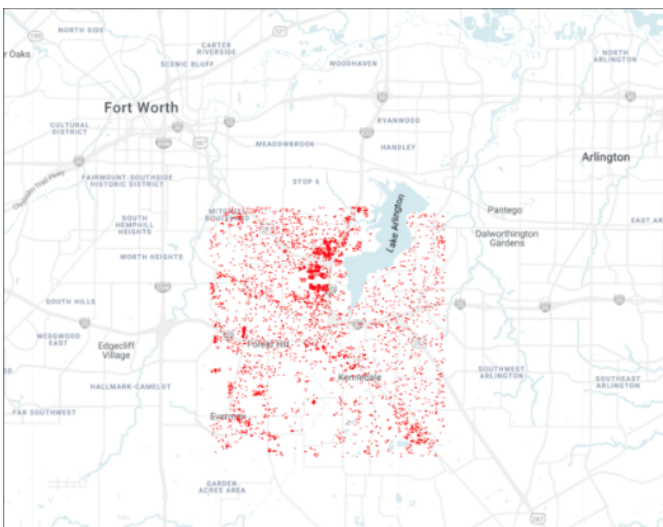 NORTH SIDE
CARTER
RIVERSIDE
Oaks
SCENIC BLUFF
WOODHAVEN
NORTH
ARLINGTON
Fort Worth
CULTURAL
DISTRICT
RYANWOOD
MEADOWBROOK
HANDLEY
Arlington
FAIRMOUNT-SOUTHSIDE
HISTORIC DISTRICT
STOP 6
SOUTH
HEMPHILL
HEIGHTS
Lake Arlington
Pantego
EAST AR
Dalworthington
Gardens
WORTH HEIGHTS
SOUTH HILLS
WEDGWOOD
EAST
Edgecliff
Village
Forest Hill
HALLMARK-CAMELOT
Kennedale
SOUTHWEST
ARLINGTON
SOUTHEAST
ARLINGTON
FAR SOUTHWEST
GARDEN
ACRES AREA
287